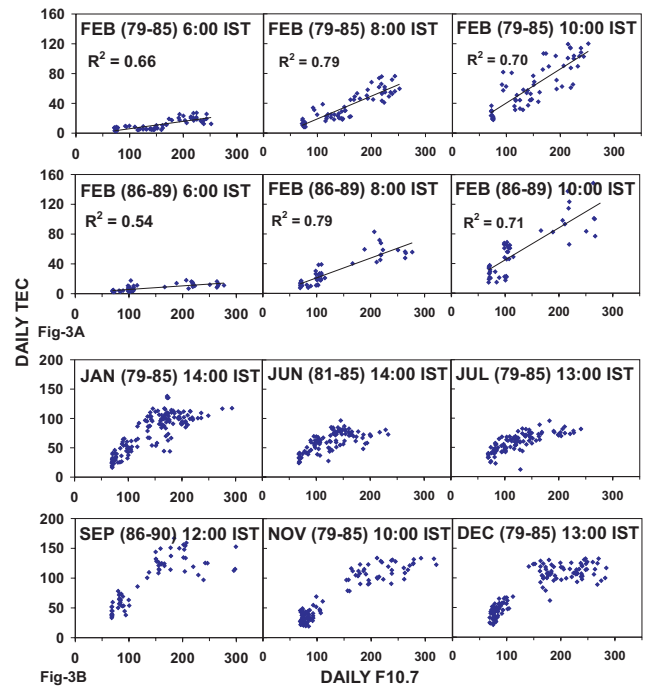 FEB (79-85) 6:00 IST
FEB (79-85) 8:00 IST
FEB (79-85) 10:00 IST
R² = 0.66
R² = 0.79
R² = 0.70
160
120
80
40
0
0 100 200 300
0 100 200 300
0 100 200 300
FEB (86-89) 6:00 IST
FEB (86-89) 8:00 IST
FEB (86-89) 10:00 IST
R² = 0.54
R² = 0.79
R² = 0.71
160
120
80
40
0
0 100 200 300
0 100 200 300
0 100 200 300
Fig-3A
DAILY TEC
JAN (79-85) 14:00 IST
JUN (81-85) 14:00 IST
JUL (79-85) 13:00 IST
200
150
100
50
0
0 100 200 300
0 100 200 300
0 100 200 300
SEP (86-90) 12:00 IST
NOV (79-85) 10:00 IST
DEC (79-85) 13:00 IST
200
150
100
50
0
0 100 200 300
0 100 200 300
0 100 200 300
Fig-3B
DAILY F10.7